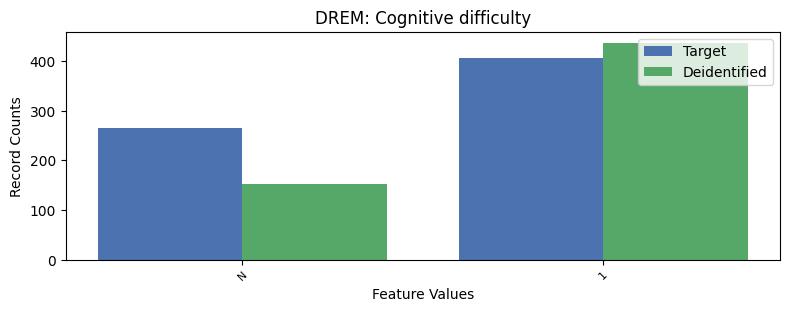 DREM: Cognitive difficulty
Target
Deidentified
Record Counts
400
300
200
100
0
N
1
Feature Values